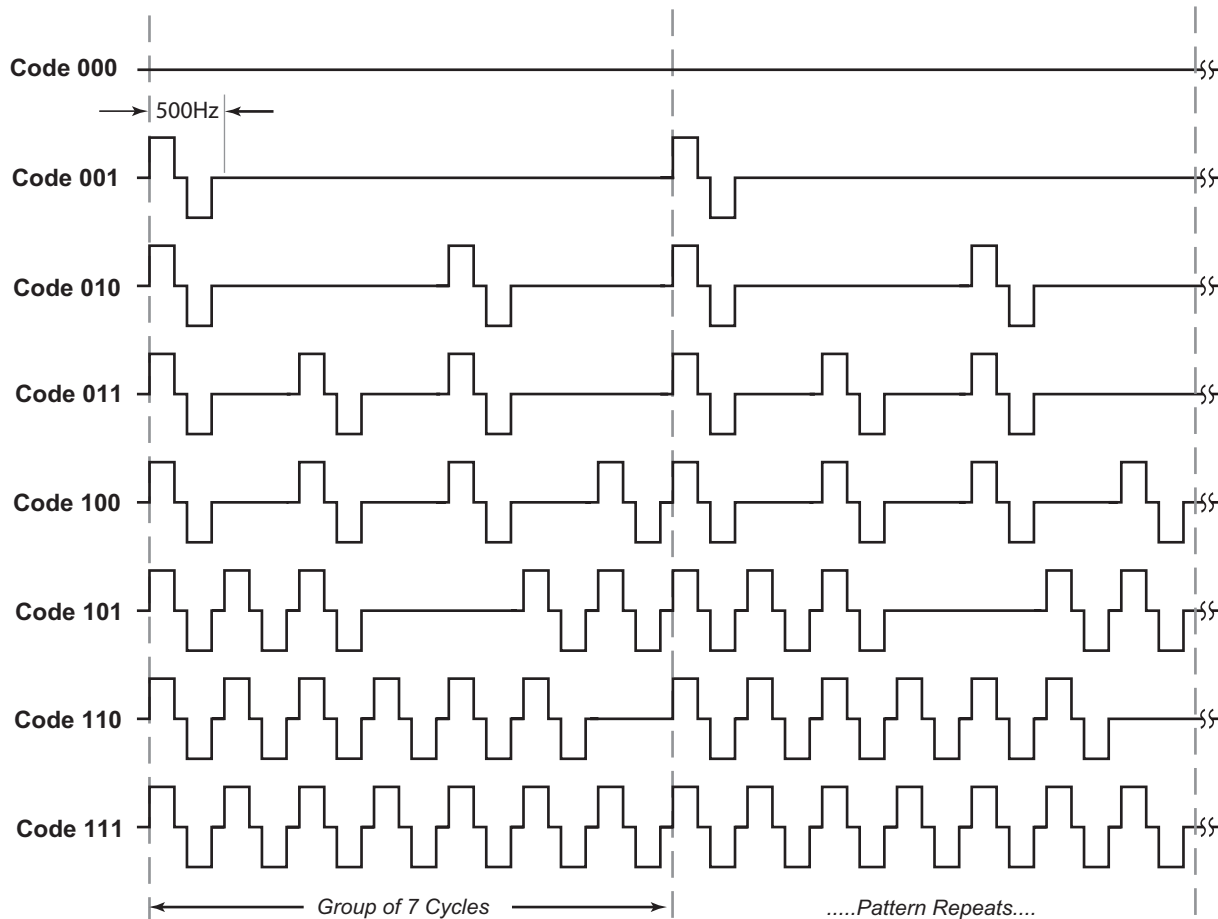 Code 000
500Hz
Code 001
Code 010
Code 011
Code 100
Code 101
Code 110
Code 111
Group of 7 Cycles
.....Pattern Repeats....